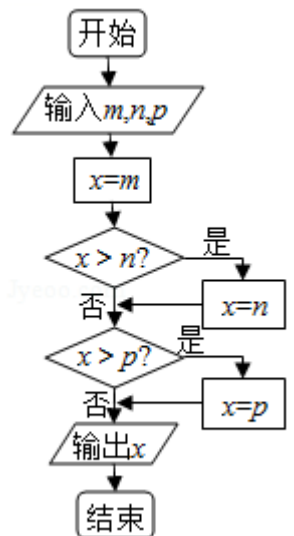 开始
输入m,n,p
x=m
x > n?
是
否
x=n
x > p?
是
否
x=p
输出x
结束